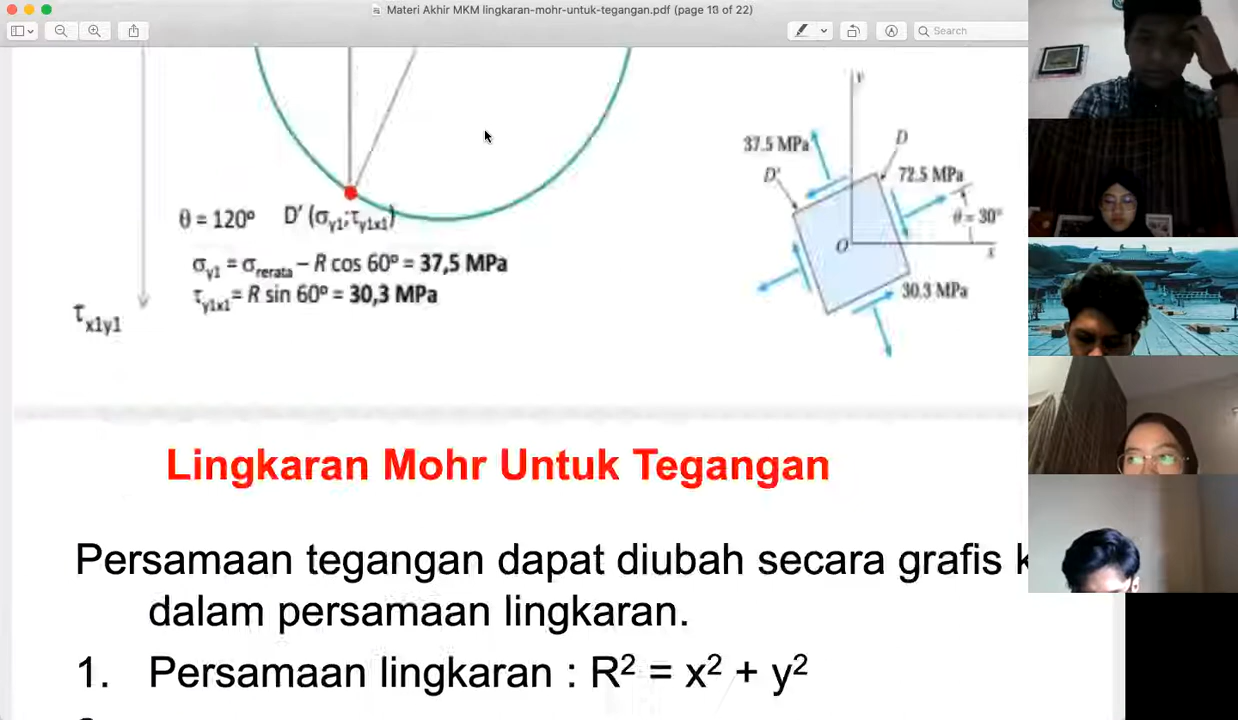 Materi Akhir MKM lingkaran-mohr-untuk-tegangan.pdf (page 13 of 22)
Search
y
37.5 MPa
D
D'
72.5 MPa
θ = 30°
O
x
30.3 MPa
θ = 120° D' (σy1;τy1x1)
σy1 = σrerata – R cos 60° = 37,5 MPa
τy1x1= R sin 60° = 30,3 MPa
τx1y1
Lingkaran Mohr Untuk Tegangan
Persamaan tegangan dapat diubah secara grafis k
dalam persamaan lingkaran.
1. Persamaan lingkaran : R² = x² + y²